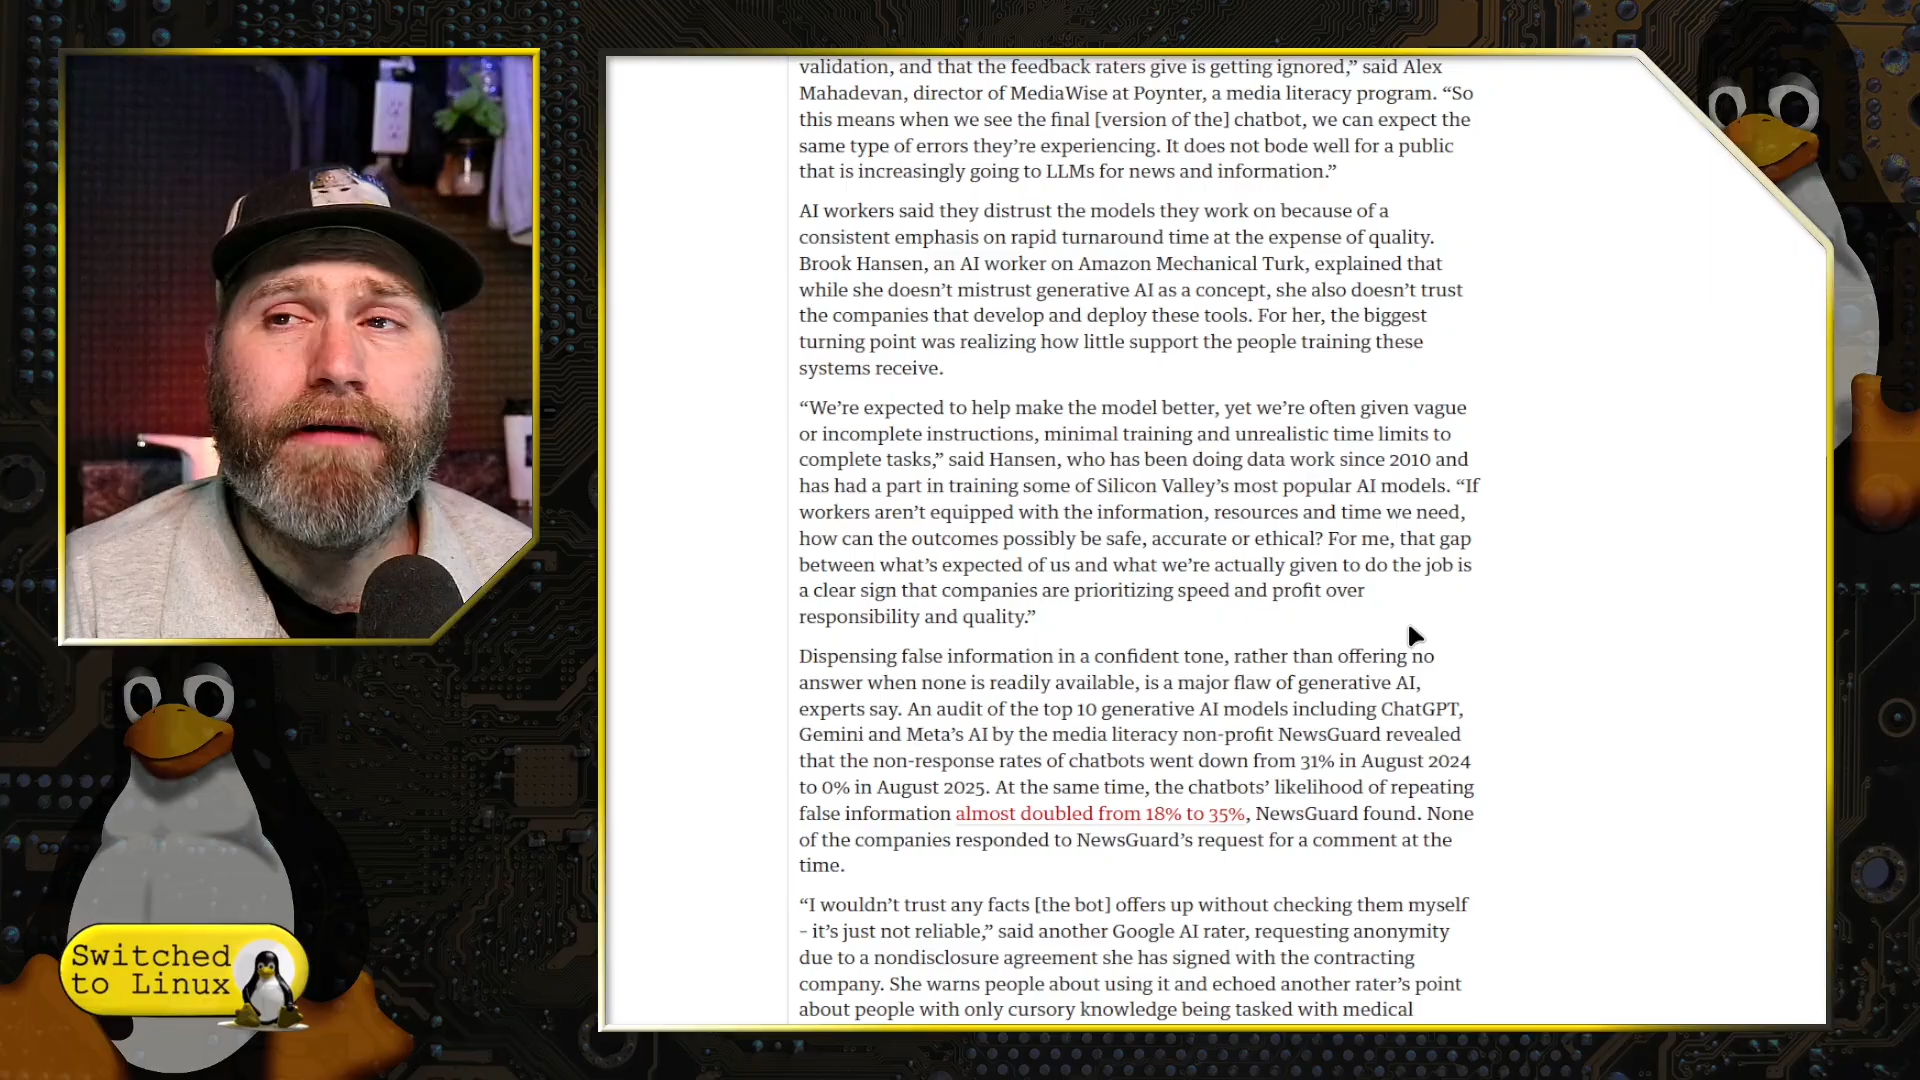 validation, and that the feedback raters give is getting ignored,” said Alex
Mahadevan, director of MediaWise at Poynter, a media literacy program. “So
this means when we see the final [version of the] chatbot, we can expect the
same type of errors they’re experiencing. It does not bode well for a public
that is increasingly going to LLMs for news and information.”
AI workers said they distrust the models they work on because of a
consistent emphasis on rapid turnaround time at the expense of quality.
Brook Hansen, an AI worker on Amazon Mechanical Turk, explained that
while she doesn’t mistrust generative AI as a concept, she also doesn’t trust
the companies that develop and deploy these tools. For her, the biggest
turning point was realizing how little support the people training these
systems receive.
“We’re expected to help make the model better, yet we’re often given vague
or incomplete instructions, minimal training and unrealistic time limits to
complete tasks,” said Hansen, who has been doing data work since 2010 and
has had a part in training some of Silicon Valley’s most popular AI models. “If
workers aren’t equipped with the information, resources and time we need,
how can the outcomes possibly be safe, accurate or ethical? For me, that gap
between what’s expected of us and what we’re actually given to do the job is
a clear sign that companies are prioritizing speed and profit over
responsibility and quality.”
Dispensing false information in a confident tone, rather than offering no
answer when none is readily available, is a major flaw of generative AI,
experts say. An audit of the top 10 generative AI models including ChatGPT,
Gemini and Meta’s AI by the media literacy non-profit NewsGuard revealed
that the non-response rates of chatbots went down from 31% in August 2024
to 0% in August 2025. At the same time, the chatbots’ likelihood of repeating
false information almost doubled from 18% to 35%, NewsGuard found. None
of the companies responded to NewsGuard’s request for a comment at the
time.
“I wouldn’t trust any facts [the bot] offers up without checking them myself
– it’s just not reliable,” said another Google AI rater, requesting anonymity
due to a nondisclosure agreement she has signed with the contracting
company. She warns people about using it and echoed another rater’s point
about people with only cursory knowledge being tasked with medical
Switched
to Linux